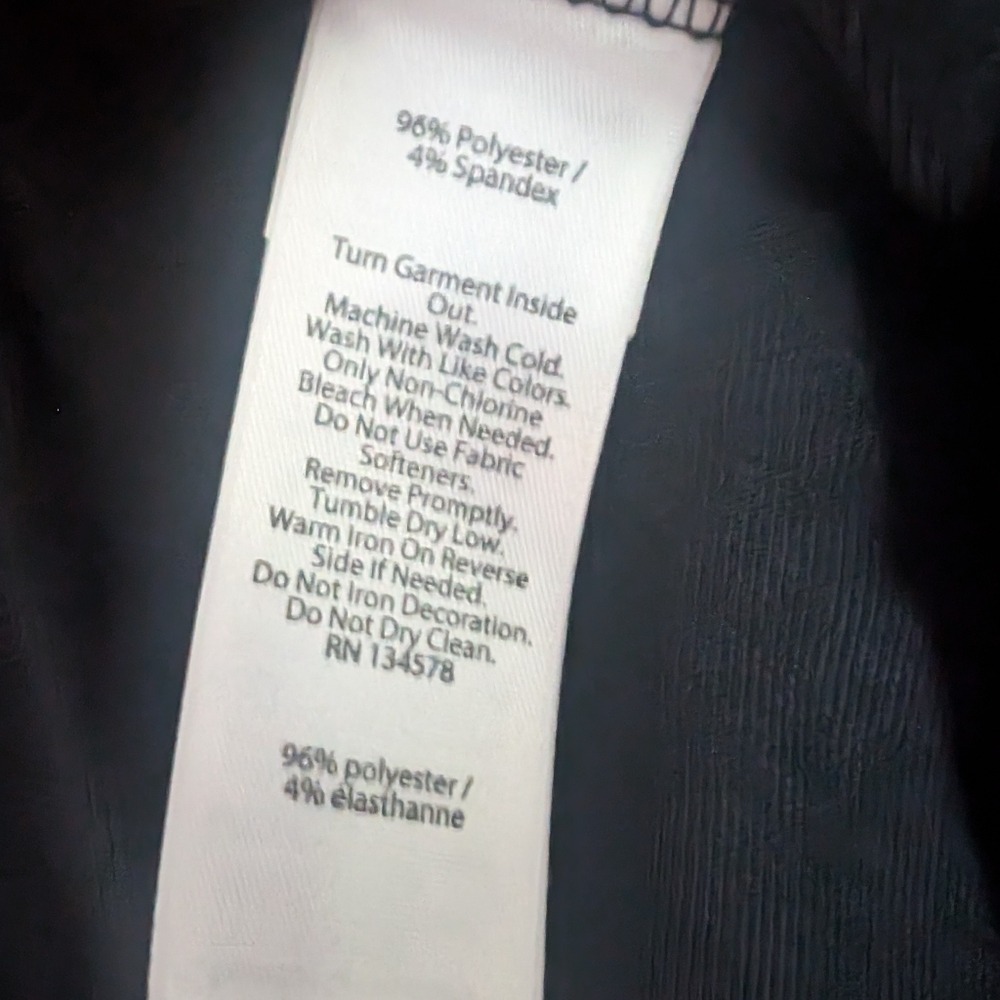 96% Polyester /
4% Spandex
Turn Garment Inside
Out.
Machine Wash Cold.
Wash With Like Colors.
Only Non-Chlorine
Bleach When Needed.
Do Not Use Fabric
Softeners.
Remove Promptly.
Tumble Dry Low.
Warm Iron On Reverse
Side If Needed.
Do Not Iron Decoration.
Do Not Dry Clean.
RN 134578
96% polyester /
4% élasthanne